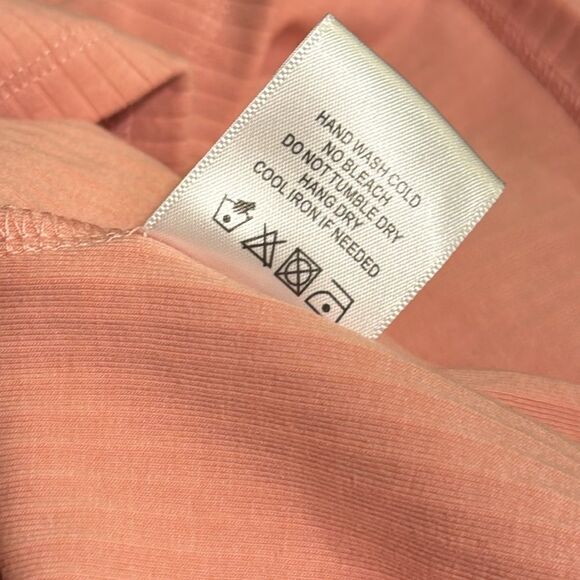 HAND WASH COLD
NO BLEACH
DO NOT TUMBLE DRY
HANG DRY
COOL IRON IF NEEDED